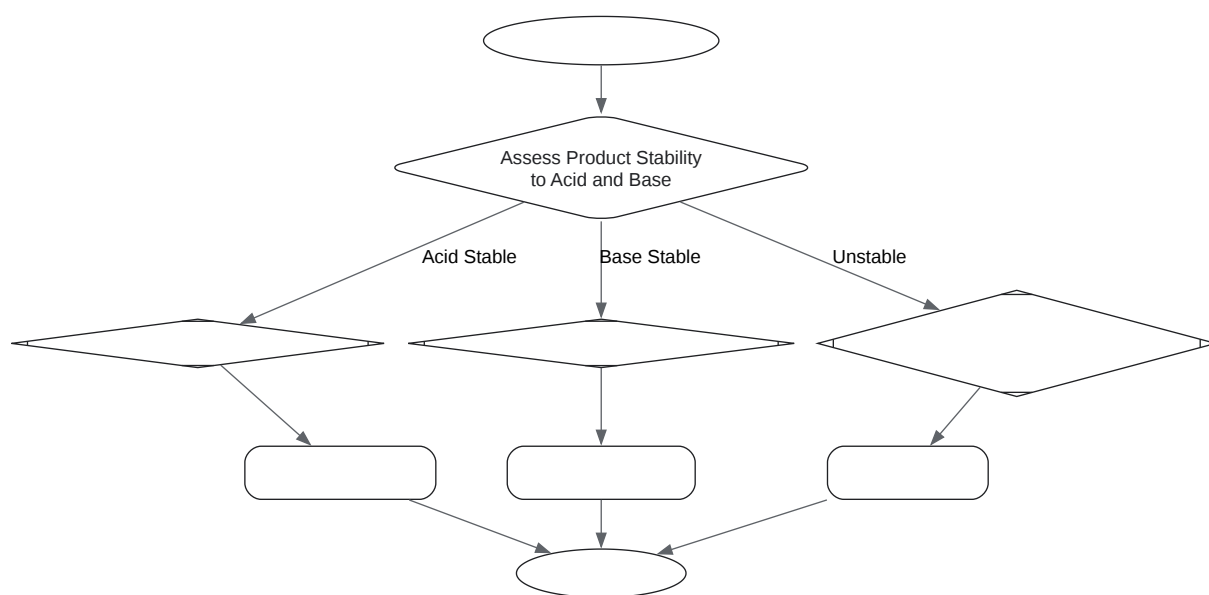 Assess Product Stability
to Acid and Base
Acid Stable
Base Stable
Unstable